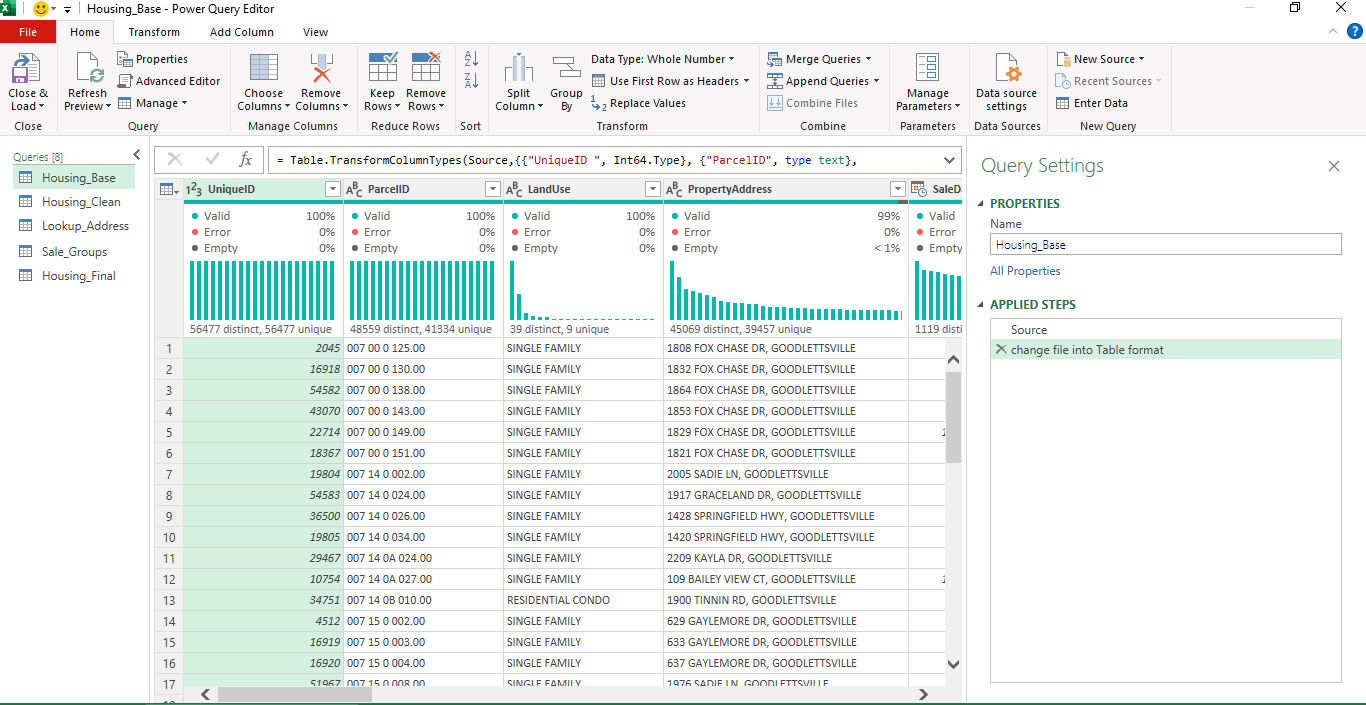 Housing_Base - Power Query Editor
File Home Transform Add Column View
Close & Load
Refresh Preview
Properties
Advanced Editor
Manage
Choose Columns
Remove Columns
Keep Rows
Remove Rows
Split Column
Group By
Data Type: Whole Number
Use First Row as Headers
Replace Values
Merge Queries
Append Queries
Combine Files
Manage Parameters
Data source settings
New Source
Recent Sources
Enter Data
Close Query Manage Columns Reduce Rows Sort Transform Combine Parameters Data Sources New Query
Queries [8]
Housing_Base
Housing_Clean
Lookup_Address
Sale_Groups
Housing_Final
fx = Table.TransformColumnTypes(Source,{{"UniqueID ", Int64.Type}, {"ParcelID", type text},
UniqueID ParcelID LandUse PropertyAddress SaleD
Valid 100% Valid 100% Valid 100% Valid 99% Valid
Error 0% Error 0% Error 0% Error 0% Error
Empty 0% Empty 0% Empty 0% Empty < 1% Empty
56477 distinct, 56477 unique 48559 distinct, 41334 unique 39 distinct, 9 unique 45069 distinct, 39457 unique 1119 disti
1 2045 007 00 0 125.00 SINGLE FAMILY 1808 FOX CHASE DR, GOODLETTSVILLE
2 16918 007 00 0 130.00 SINGLE FAMILY 1832 FOX CHASE DR, GOODLETTSVILLE
3 54582 007 00 0 138.00 SINGLE FAMILY 1864 FOX CHASE DR, GOODLETTSVILLE
4 43070 007 00 0 143.00 SINGLE FAMILY 1853 FOX CHASE DR, GOODLETTSVILLE
5 22714 007 00 0 149.00 SINGLE FAMILY 1829 FOX CHASE DR, GOODLETTSVILLE
6 18367 007 00 0 151.00 SINGLE FAMILY 1821 FOX CHASE DR, GOODLETTSVILLE
7 19804 007 14 0 002.00 SINGLE FAMILY 2005 SADIE LN, GOODLETTSVILLE
8 54583 007 14 0 024.00 SINGLE FAMILY 1917 GRACELAND DR, GOODLETTSVILLE
9 36500 007 14 0 026.00 SINGLE FAMILY 1428 SPRINGFIELD HWY, GOODLETTSVILLE
10 19805 007 14 0 034.00 SINGLE FAMILY 1420 SPRINGFIELD HWY, GOODLETTSVILLE
11 29467 007 14 0A 024.00 SINGLE FAMILY 2209 KAYLA DR, GOODLETTSVILLE
12 10754 007 14 0A 027.00 SINGLE FAMILY 109 BAILEY VIEW CT, GOODLETTSVILLE
13 34751 007 14 0B 010.00 RESIDENTIAL CONDO 1900 TINNIN RD, GOODLETTSVILLE
14 4512 007 15 0 002.00 SINGLE FAMILY 629 GAYLEMORE DR, GOODLETTSVILLE
15 16919 007 15 0 003.00 SINGLE FAMILY 633 GAYLEMORE DR, GOODLETTSVILLE
16 16920 007 15 0 004.00 SINGLE FAMILY 637 GAYLEMORE DR, GOODLETTSVILLE
17 51967 007 15 0 008.00 SINGLE FAMILY 1976 SADIE LN, GOODLETTSVILLE
Query Settings
PROPERTIES
Name
Housing_Base
All Properties
APPLIED STEPS
Source
change file into Table format